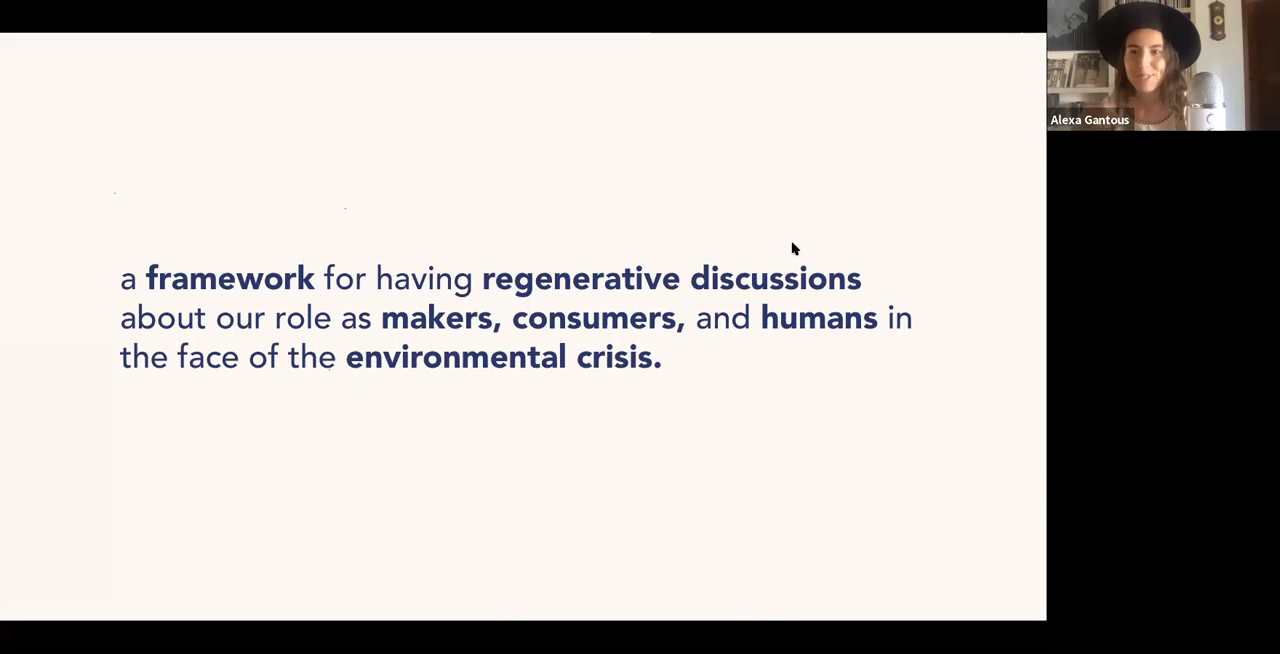 a framework for having regenerative discussions
about our role as makers, consumers, and humans in
the face of the environmental crisis.
Alexa Gantous